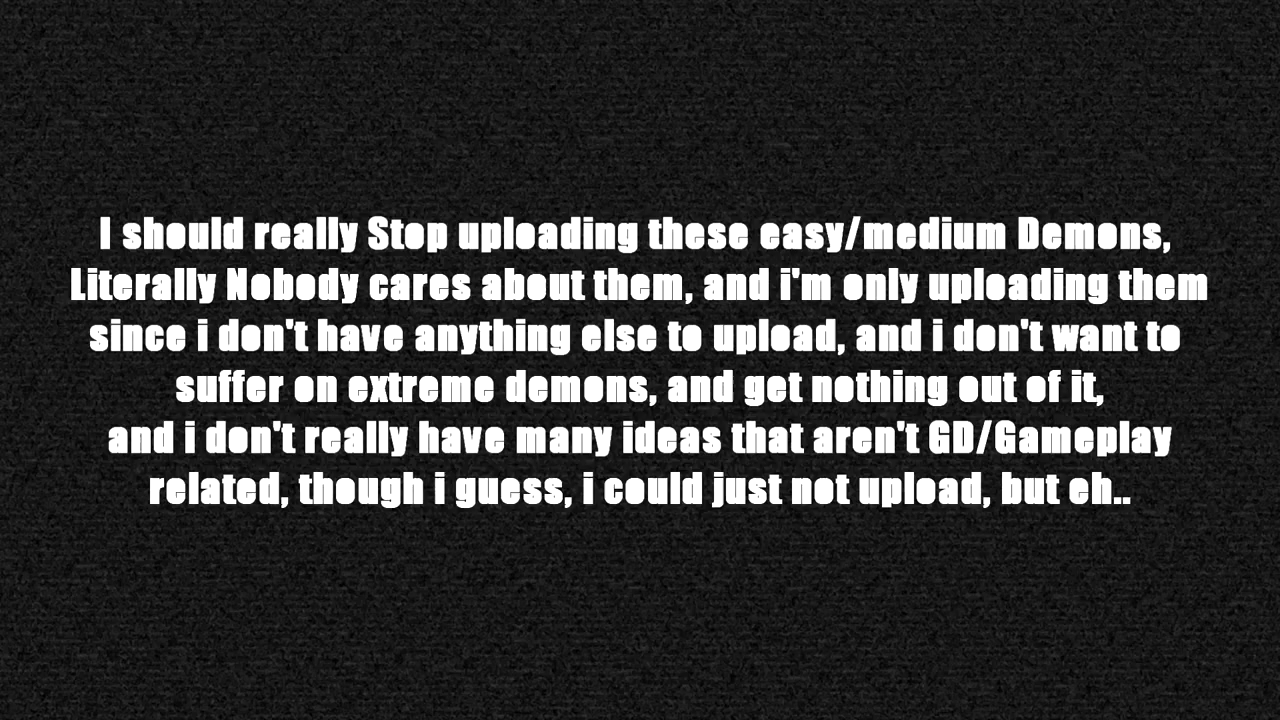 I should really Stop uploading these easy/medium Demons,
Literally Nobody cares about them, and i'm only uploading them
since i don't have anything else to upload, and i don't want to
suffer on extreme demons, and get nothing out of it,
and i don't really have many ideas that aren't GD/Gameplay
related, though i guess, i could just not upload, but eh..